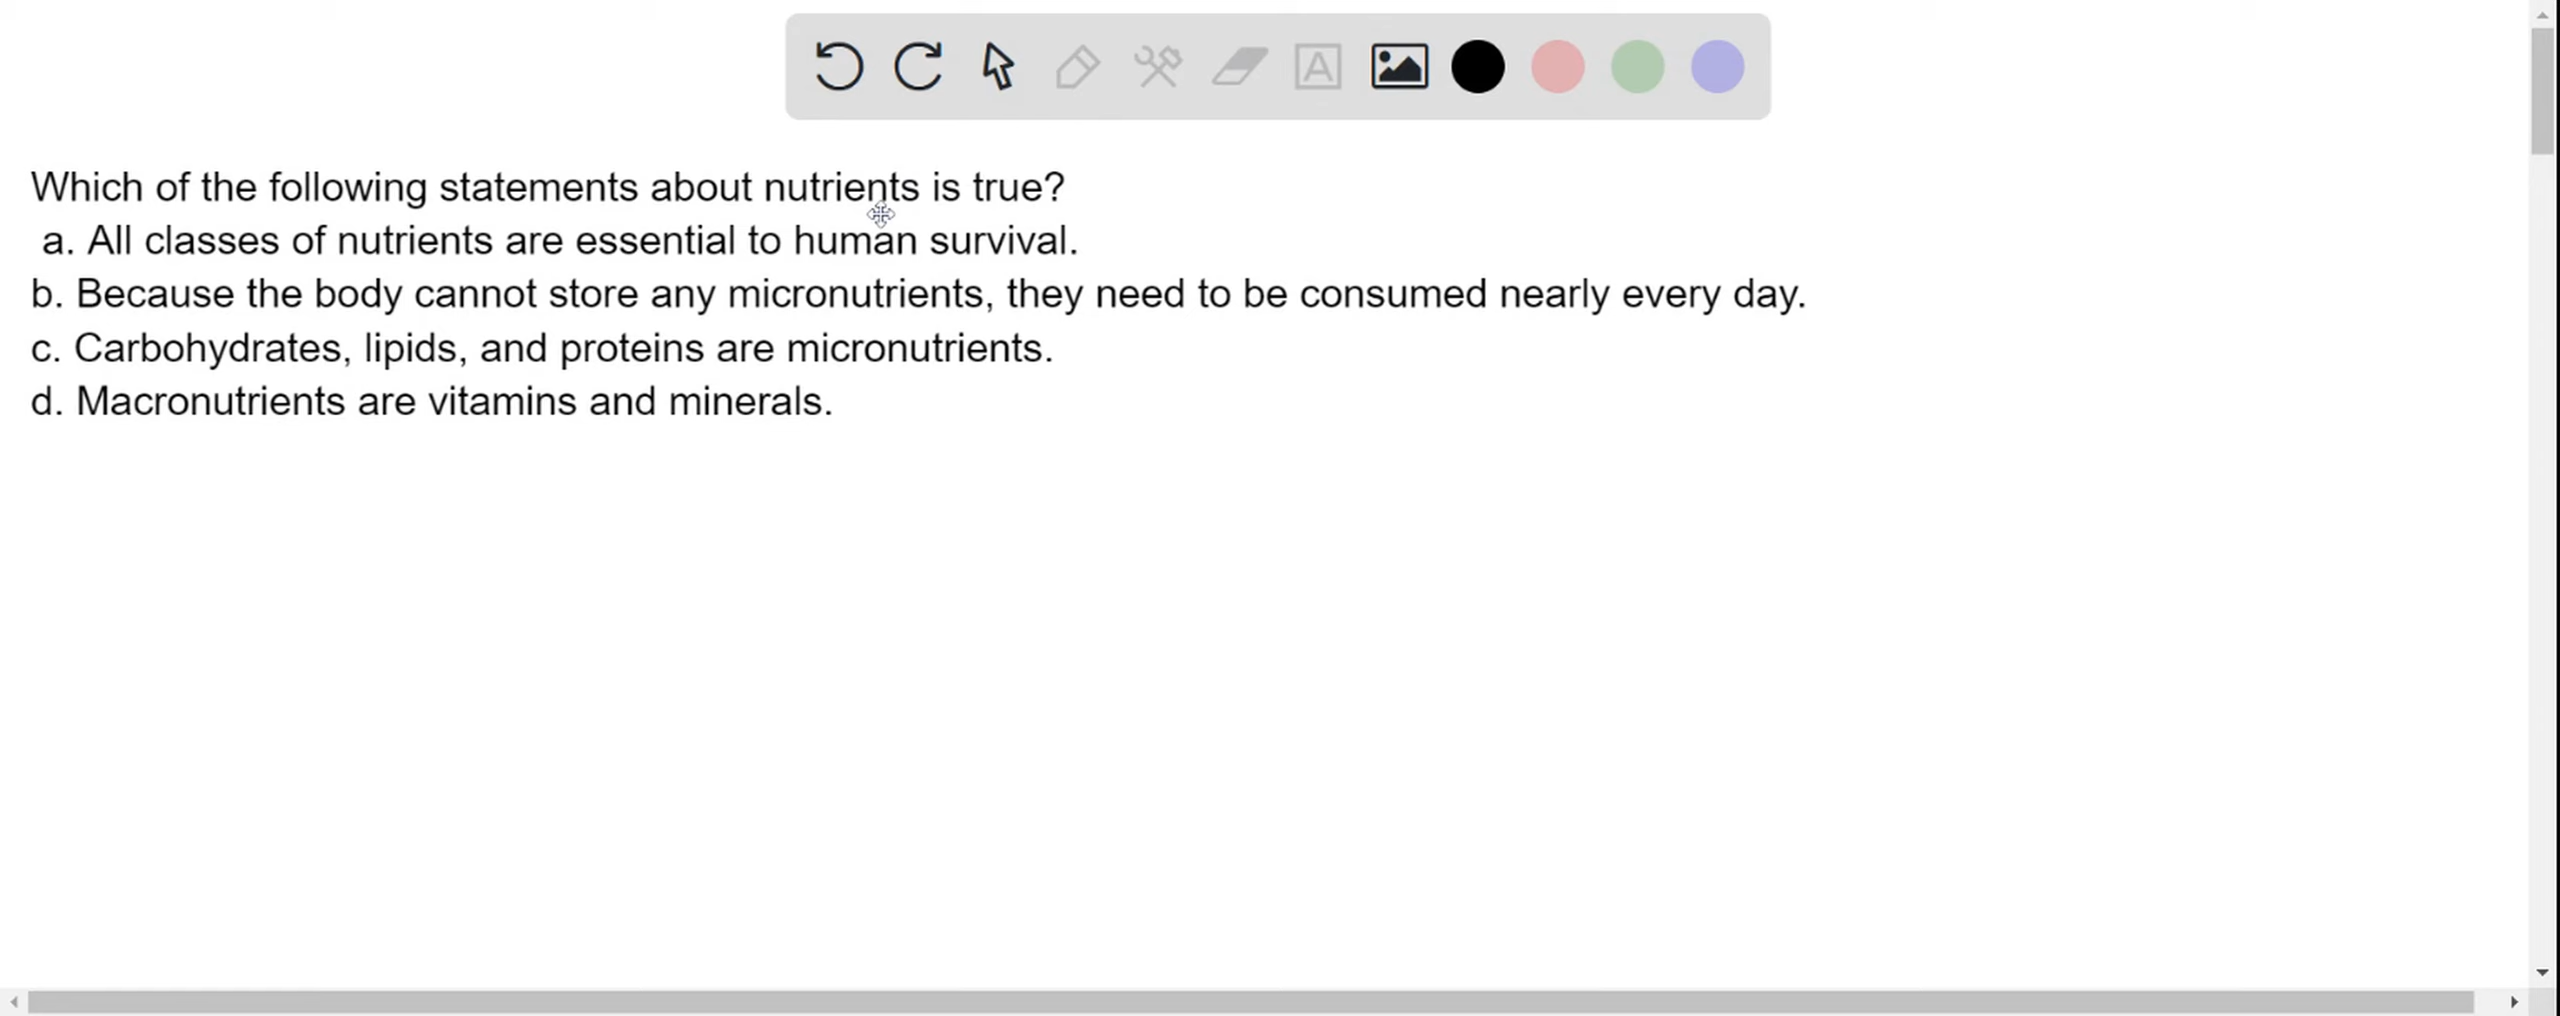 A
Which of the following statements about nutrients is true?
a. All classes of nutrients are essential to human survival.
b. Because the body cannot store any micronutrients, they need to be consumed nearly every day.
c. Carbohydrates, lipids, and proteins are micronutrients.
d. Macronutrients are vitamins and minerals.